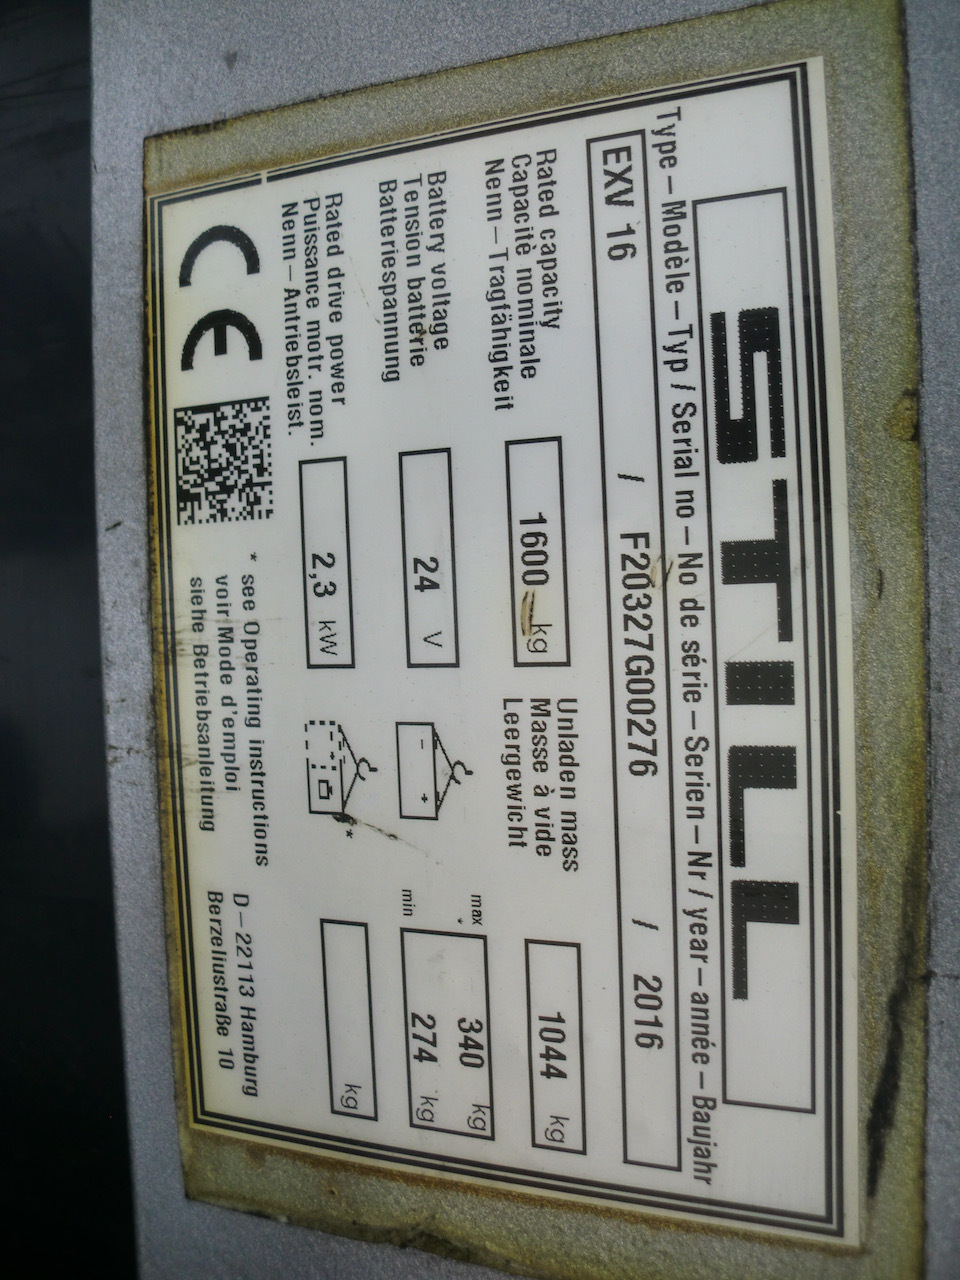 STILL
Type – Modèle – Typ / Serial no – No de série – Serien – Nr / year – année – Baujahr
EXV 16 / F20327G00276 / 2016
Rated capacity
Capacitè nominale
Nenn – Tragfähigkeit
1600 kg
Unladen mass
Masse à vide
Leergewicht
1044 kg
Battery voltage
Tension batterie
Batteriespannung
24 V
- +
max 340 kg
min 274 kg
Rated drive power
Puissance motr. nom.
Nenn – Antriebsleist.
2,3 kW
*
kg
CE
* see Operating instructions
voir Mode d'emploi
siehe Betriebsanleitung
D – 22113 Hamburg
Berzeliustraße 10